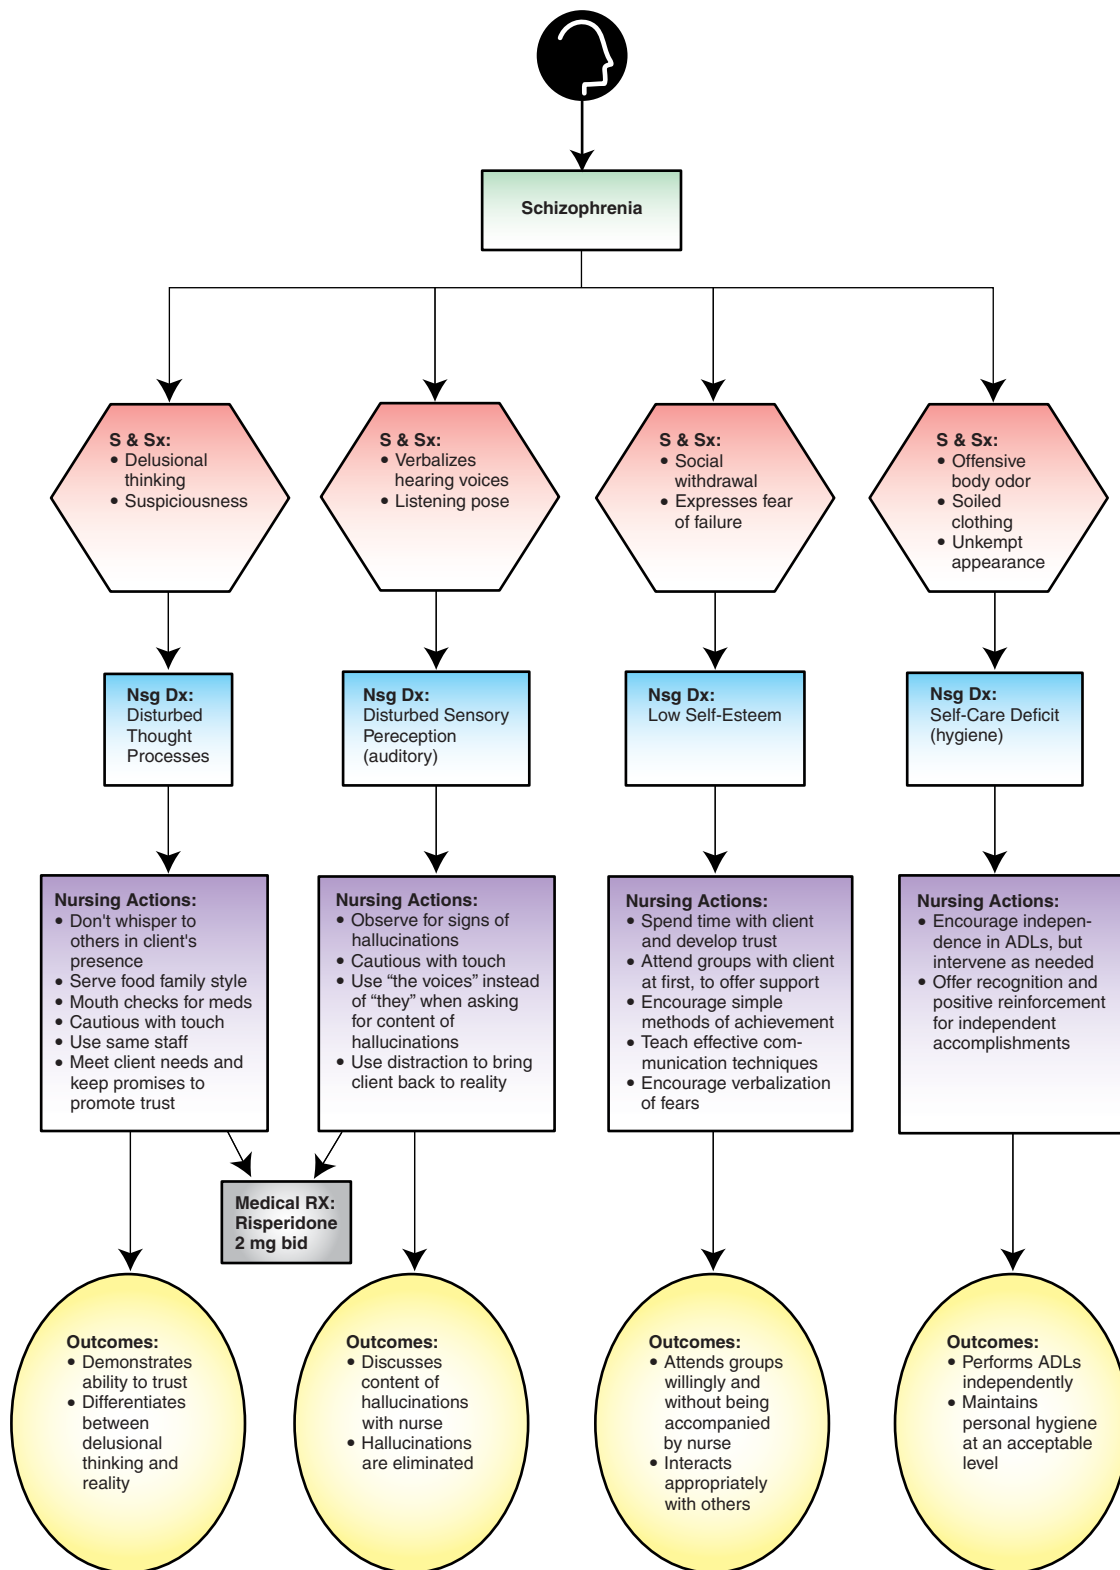 Schizophrenia
S & Sx:
• Delusional
thinking
• Suspiciousness
S & Sx:
• Verbalizes
hearing voices
• Listening pose
S & Sx:
• Social
withdrawal
• Expresses fear
of failure
S & Sx:
• Offensive
body odor
• Soiled
clothing
• Unkempt
appearance
Nsg Dx:
Disturbed
Thought
Processes
Nsg Dx:
Disturbed Sensory
Pereception
(auditory)
Nsg Dx:
Low Self-Esteem
Nsg Dx:
Self-Care Deficit
(hygiene)
Nursing Actions:
• Don't whisper to
others in client's
presence
• Serve food family style
• Mouth checks for meds
• Cautious with touch
• Use same staff
• Meet client needs and
keep promises to
promote trust
Nursing Actions:
• Observe for signs of
hallucinations
• Cautious with touch
• Use “the voices” instead
of “they” when asking
for content of
hallucinations
• Use distraction to bring
client back to reality
Nursing Actions:
• Spend time with client
and develop trust
• Attend groups with client
at first, to offer support
• Encourage simple
methods of achievement
• Teach effective com-
munication techniques
• Encourage verbalization
of fears
Nursing Actions:
• Encourage indepen-
dence in ADLs, but
intervene as needed
• Offer recognition and
positive reinforcement
for independent
accomplishments
Medical RX:
Risperidone
2 mg bid
Outcomes:
• Demonstrates
ability to trust
• Differentiates
between
delusional
thinking and
reality
Outcomes:
• Discusses
content of
hallucinations
with nurse
• Hallucinations
are eliminated
Outcomes:
• Attends groups
willingly and
without being
accompanied
by nurse
• Interacts
appropriately
with others
Outcomes:
• Performs ADLs
independently
• Maintains
personal hygiene
at an acceptable
level